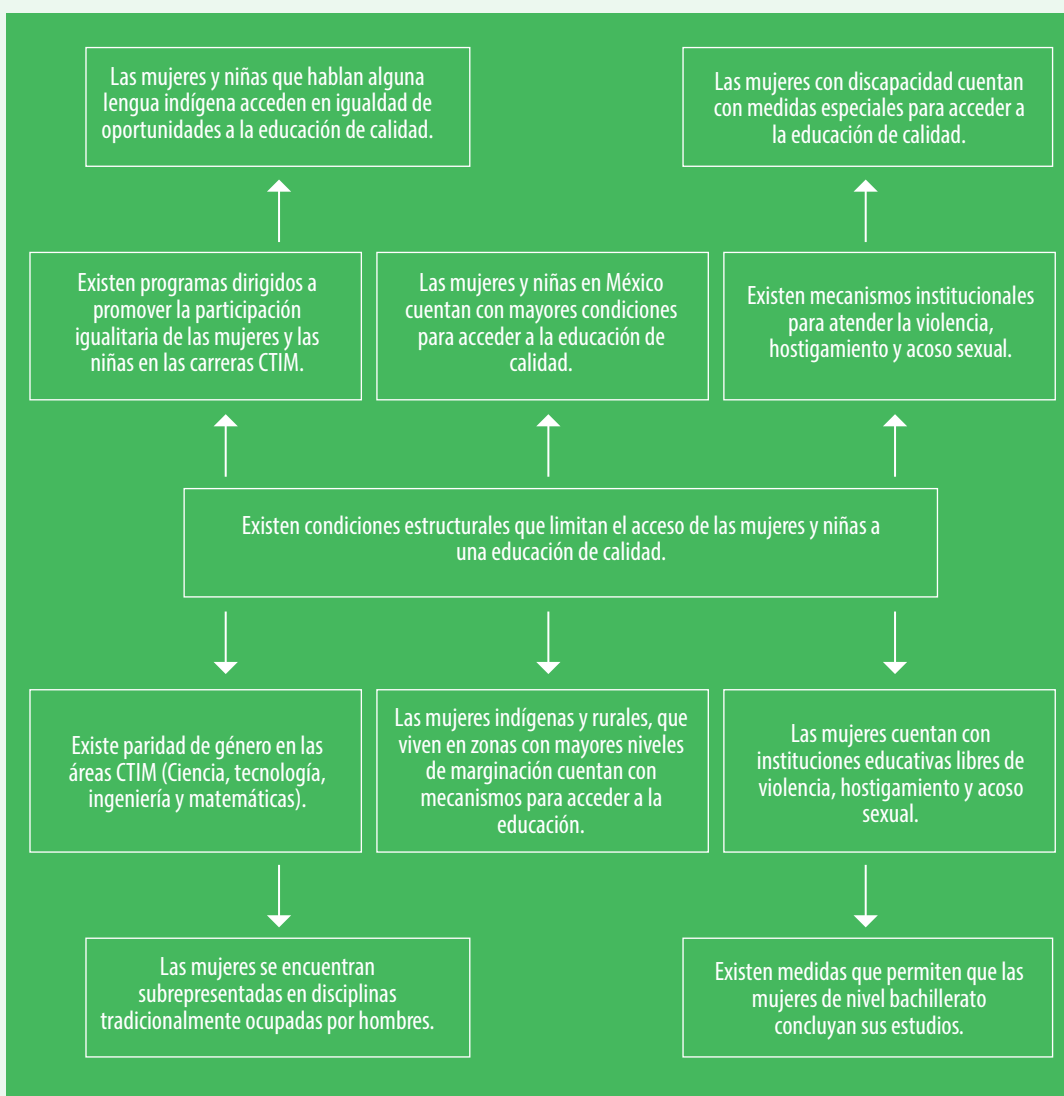 Las mujeres y niñas que hablan alguna
lengua indígena acceden en igualdad de
oportunidades a la educación de calidad.
Las mujeres con discapacidad cuentan
con medidas especiales para acceder a
la educación de calidad.
Existen programas dirigidos a
promover la participación
igualitaria de las mujeres y las
niñas en las carreras CTIM.
Las mujeres y niñas en México
cuentan con mayores condiciones
para acceder a la educación de
calidad.
Existen mecanismos institucionales
para atender la violencia,
hostigamiento y acoso sexual.
Existen condiciones estructurales que limitan el acceso de las mujeres y niñas a
una educación de calidad.
Existe paridad de género en las
áreas CTIM (Ciencia, tecnología,
ingeniería y matemáticas).
Las mujeres indígenas y rurales, que
viven en zonas con mayores niveles
de marginación cuentan con
mecanismos para acceder a la
educación.
Las mujeres cuentan con
instituciones educativas libres de
violencia, hostigamiento y acoso
sexual.
Las mujeres se encuentran
subrepresentadas en disciplinas
tradicionalmente ocupadas por hombres.
Existen medidas que permiten que las
mujeres de nivel bachillerato
concluyan sus estudios.